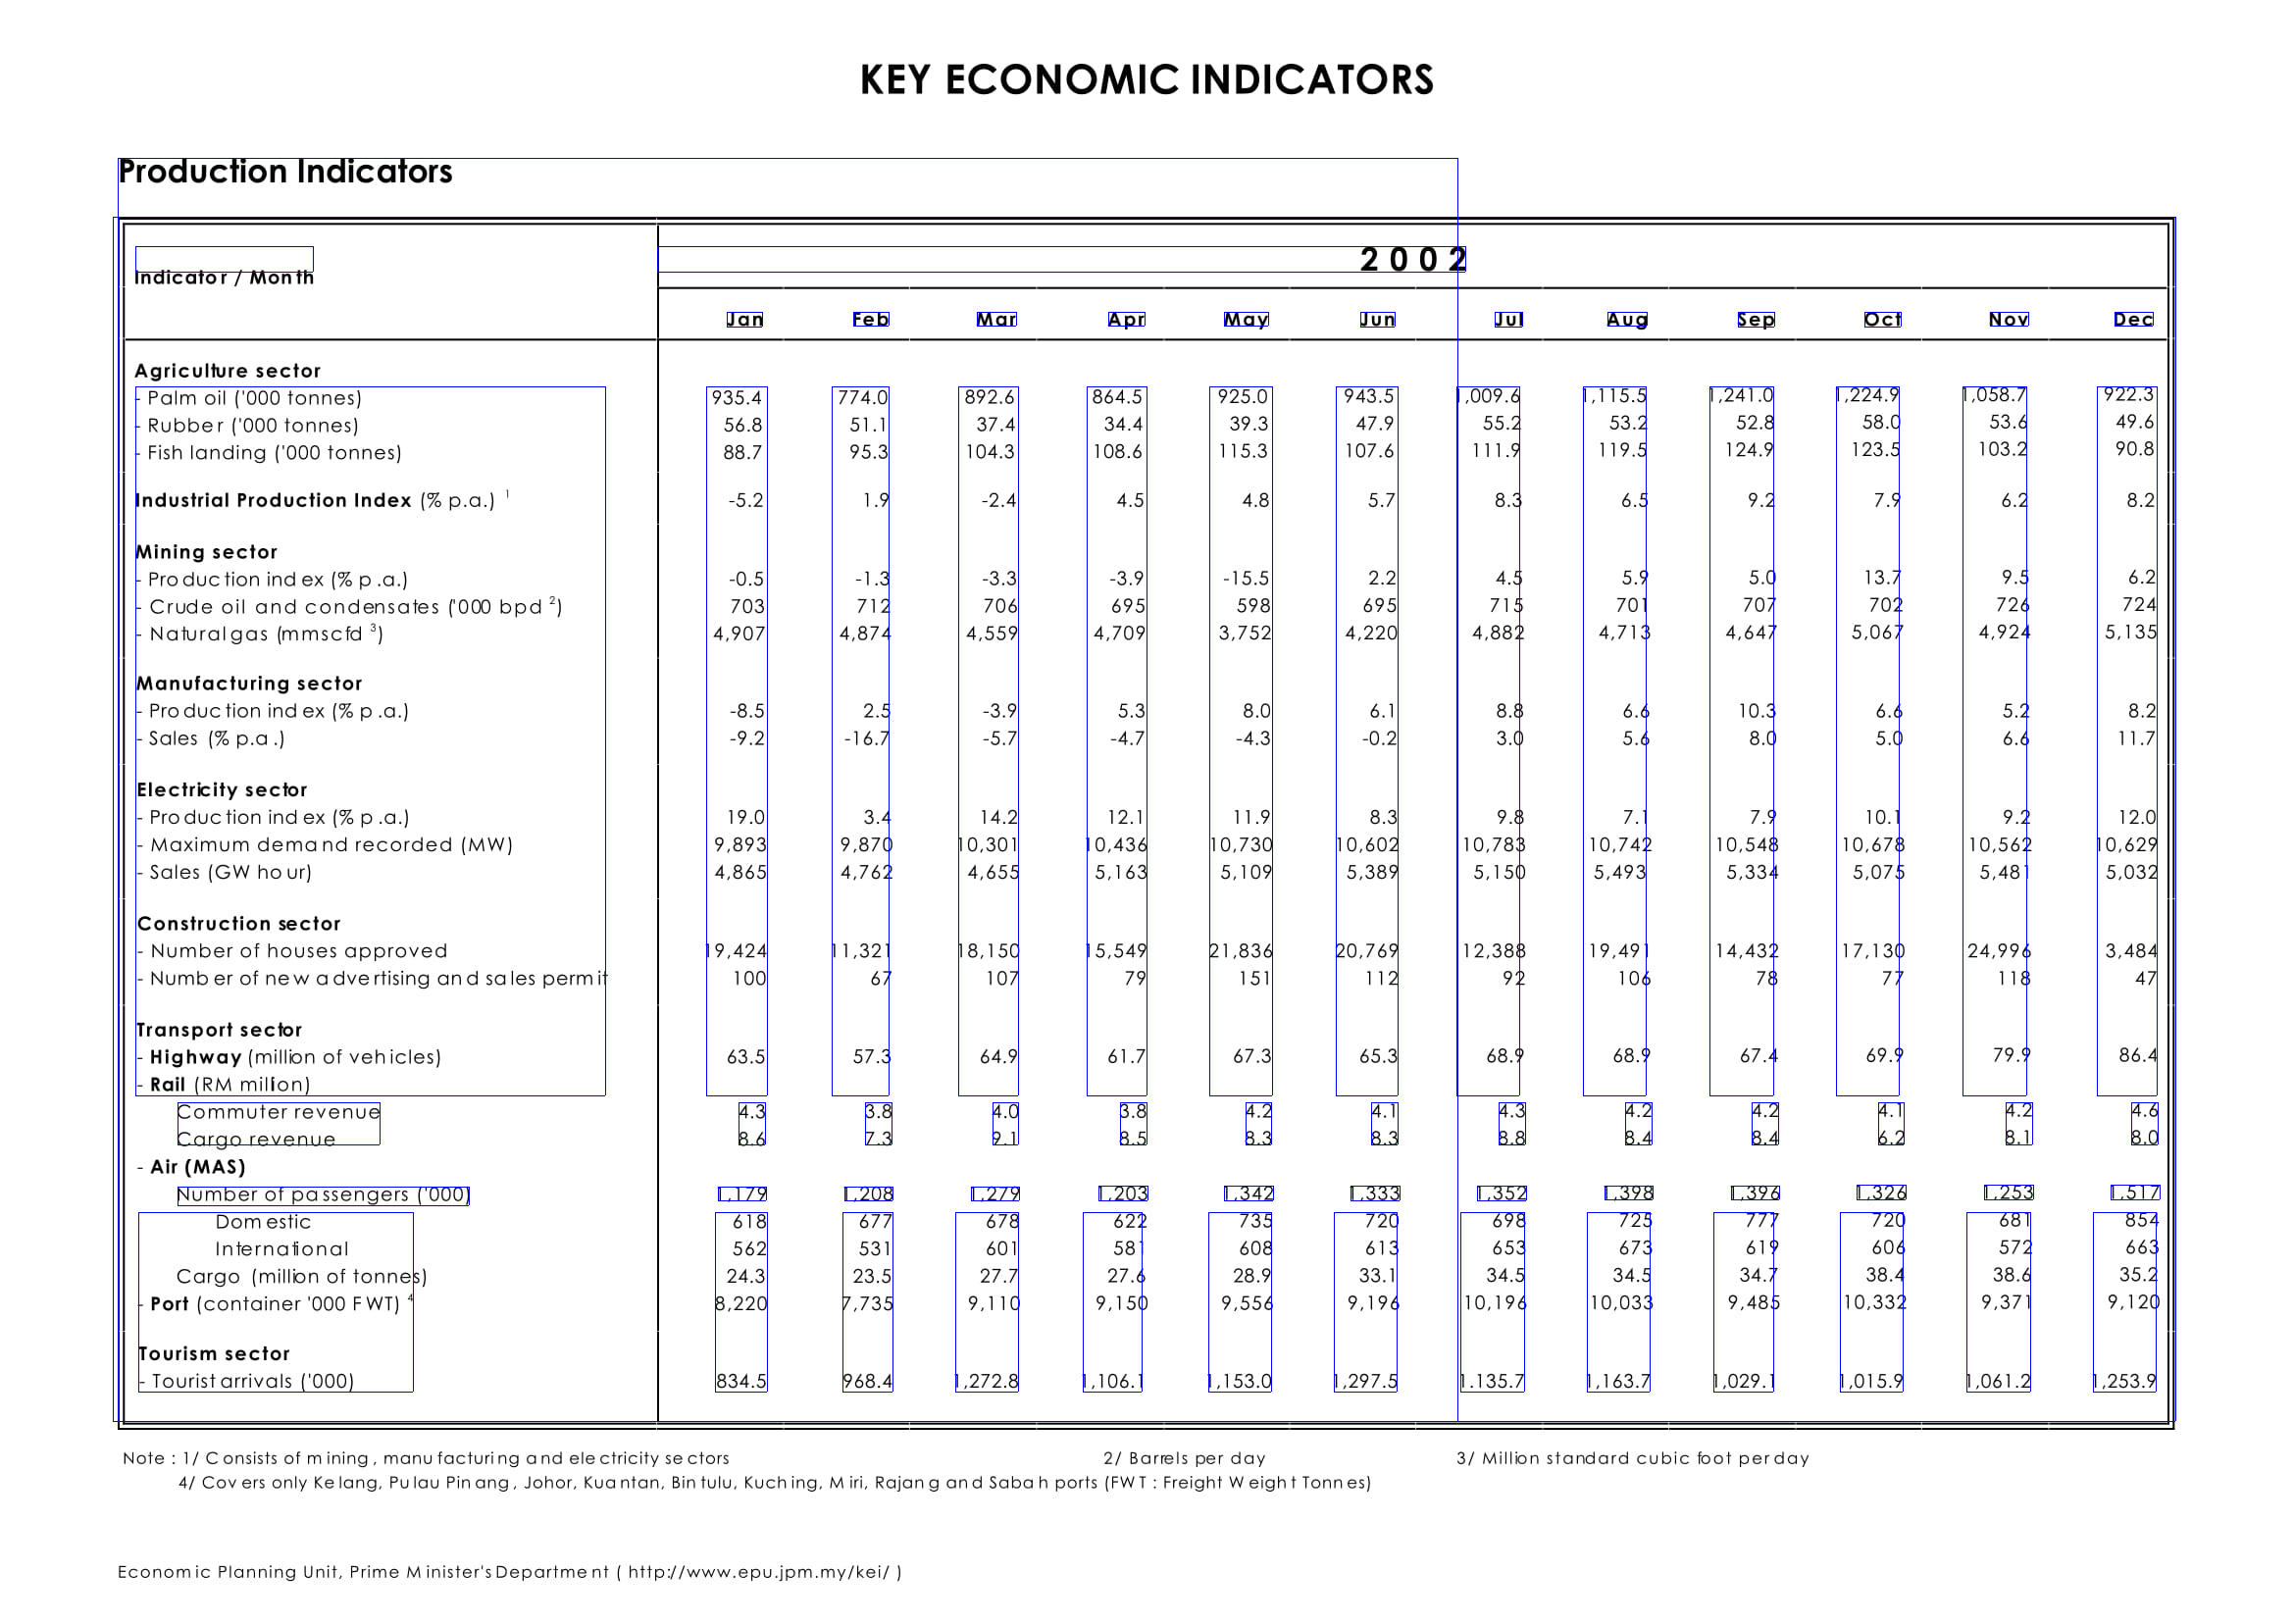 KEY ECONOMIC INDICATORS
Production Indicators
2 0 0 2
Indicator / Month
Jan Feb Mar Apr May Jun Jul Aug Sep Oct Nov Dec
Agriculture sector
- Palm oil ('000 tonnes) 935.4 774.0 892.6 864.5 925.0 943.5 1,009.6 1,115.5 1,241.0 1,224.9 1,058.7 922.3
- Rubber ('000 tonnes) 56.8 51.1 37.4 34.4 39.3 47.9 55.2 53.2 52.8 58.0 53.6 49.6
- Fish landing ('000 tonnes) 88.7 95.3 104.3 108.6 115.3 107.6 111.9 119.5 124.9 123.5 103.2 90.8
Industrial Production Index (% p.a.) 1 -5.2 1.9 -2.4 4.5 4.8 5.7 8.3 6.5 9.2 7.9 6.2 8.2
Mining sector
- Production index (% p.a.) -0.5 -1.3 -3.3 -3.9 -15.5 2.2 4.5 5.9 5.0 13.7 9.5 6.2
- Crude oil and condensates ('000 bpd 2) 703 712 706 695 598 695 715 701 707 702 726 724
- Natural gas (mmscfd 3) 4,907 4,874 4,559 4,709 3,752 4,220 4,882 4,713 4,647 5,067 4,924 5,135
Manufacturing sector
- Production index (% p.a.) -8.5 2.5 -3.9 5.3 8.0 6.1 8.8 6.6 10.3 6.6 5.2 8.2
- Sales (% p.a.) -9.2 -16.7 -5.7 -4.7 -4.3 -0.2 3.0 5.6 8.0 5.0 6.6 11.7
Electricity sector
- Production index (% p.a.) 19.0 3.4 14.2 12.1 11.9 8.3 9.8 7.1 7.9 10.1 9.2 12.0
- Maximum demand recorded (MW) 9,893 9,870 10,301 10,436 10,730 10,602 10,783 10,742 10,548 10,678 10,562 10,629
- Sales (GW hour) 4,865 4,762 4,655 5,163 5,109 5,389 5,150 5,493 5,334 5,075 5,481 5,032
Construction sector
- Number of houses approved 19,424 11,321 18,150 15,549 21,836 20,769 12,388 19,491 14,432 17,130 24,996 3,484
- Number of new advertising and sales permit 100 67 107 79 151 112 92 106 78 77 118 47
Transport sector
- Highway (million of vehicles) 63.5 57.3 64.9 61.7 67.3 65.3 68.9 68.9 67.4 69.9 79.9 86.4
- Rail (RM million)
Commuter revenue 4.3 3.8 4.0 3.8 4.2 4.1 4.3 4.2 4.2 4.1 4.2 4.6
Cargo revenue 8.6 7.3 9.1 8.5 8.3 8.3 8.8 8.4 8.4 6.2 8.1 8.0
- Air (MAS)
Number of passengers ('000) 1,179 1,208 1,279 1,203 1,342 1,333 1,352 1,398 1,396 1,326 1,253 1,517
Domestic 618 677 678 622 735 720 698 725 777 720 681 854
International 562 531 601 581 608 613 653 673 619 606 572 663
Cargo (million of tonnes) 24.3 23.5 27.7 27.6 28.9 33.1 34.5 34.5 34.7 38.4 38.6 35.2
- Port (container '000 FWT) 4 8,220 7,735 9,110 9,150 9,556 9,196 10,196 10,033 9,485 10,332 9,371 9,120
Tourism sector
- Tourist arrivals ('000) 834.5 968.4 1,272.8 1,106.1 1,153.0 1,297.5 1.135.7 1,163.7 1,029.1 1,015.9 1,061.2 1,253.9
Note : 1/ Consists of mining, manufacturing and electricity sectors 2/ Barrels per day 3/ Million standard cubic foot per day
4/ Covers only Kelang, Pulau Pinang, Johor, Kuantan, Bintulu, Kuching, Miri, Rajang and Sabah ports (FWT : Freight Weight Tonnes)
Economic Planning Unit, Prime Minister's Department ( http://www.epu.jpm.my/kei/ )